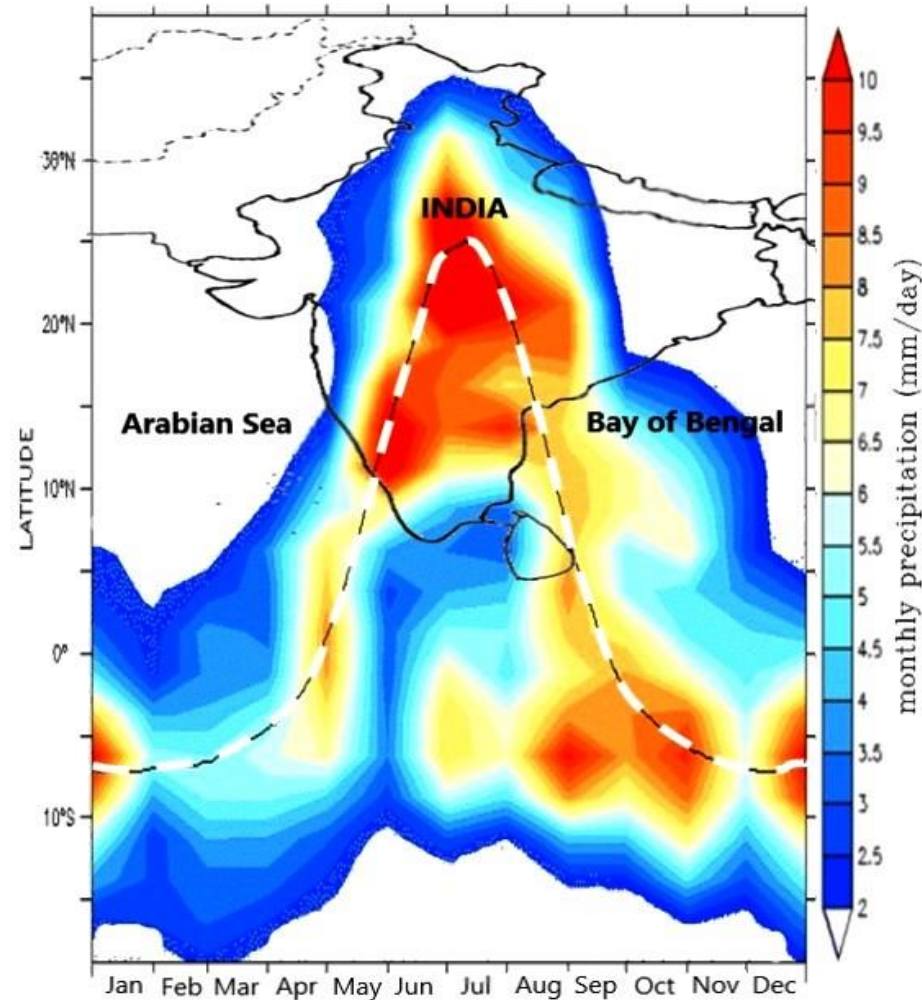 30°N
20°N
10°N
0°
10°S
LATITUDE
INDIA
Arabian Sea
Bay of Bengal
Jan Feb Mar Apr May Jun Jul Aug Sep Oct Nov Dec
10
9.5
9
8.5
8
7.5
7
6.5
6
5.5
5
4.5
4
3.5
3
2.5
2
monthly precipitation (mm/day)